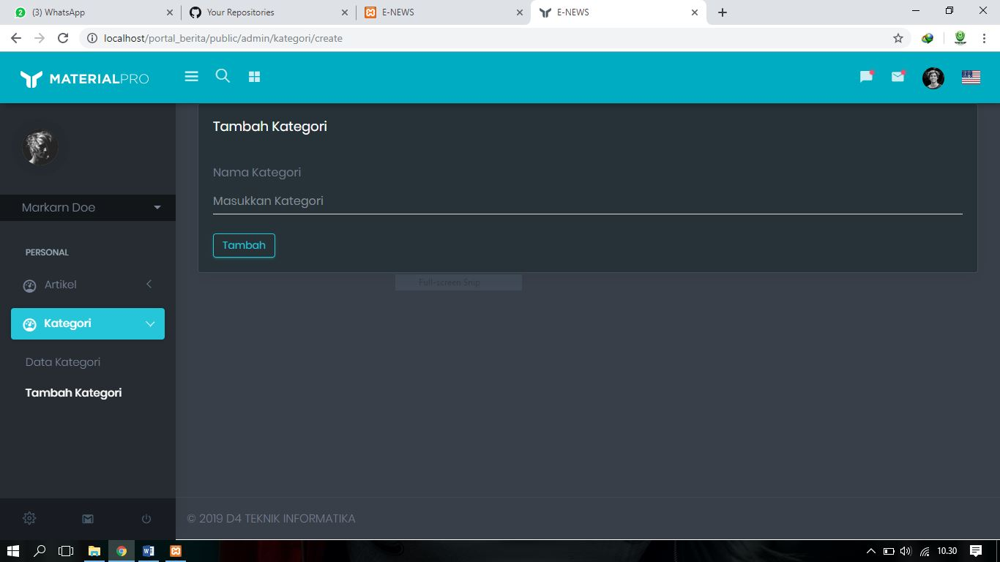 (3) WhatsApp
Your Repositories
E-NEWS
E-NEWS
localhost/portal_berita/public/admin/kategori/create
MATERIALPRO
Tambah Kategori
Nama Kategori
Masukkan Kategori
Tambah
Full-screen Snip
Markarn Doe
PERSONAL
Artikel
Kategori
Data Kategori
Tambah Kategori
© 2019 D4 TEKNIK INFORMATIKA
10.30